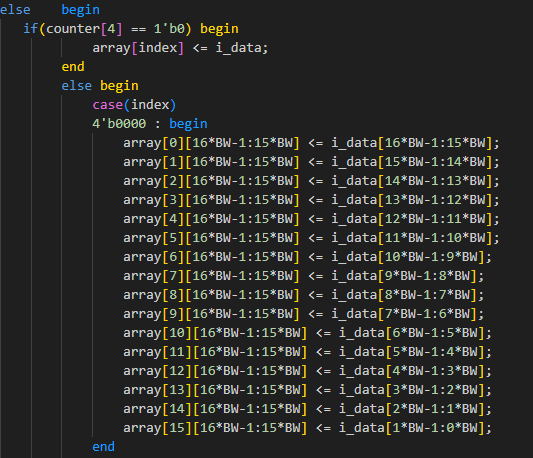 else    begin
   if(counter[4] == 1'b0) begin
            array[index] <= i_data;
        end
        else begin
            case(index)
            4'b0000 : begin
                array[0][16*BW-1:15*BW] <= i_data[16*BW-1:15*BW];
                array[1][16*BW-1:15*BW] <= i_data[15*BW-1:14*BW];
                array[2][16*BW-1:15*BW] <= i_data[14*BW-1:13*BW];
                array[3][16*BW-1:15*BW] <= i_data[13*BW-1:12*BW];
                array[4][16*BW-1:15*BW] <= i_data[12*BW-1:11*BW];
                array[5][16*BW-1:15*BW] <= i_data[11*BW-1:10*BW];
                array[6][16*BW-1:15*BW] <= i_data[10*BW-1:9*BW];
                array[7][16*BW-1:15*BW] <= i_data[9*BW-1:8*BW];
                array[8][16*BW-1:15*BW] <= i_data[8*BW-1:7*BW];
                array[9][16*BW-1:15*BW] <= i_data[7*BW-1:6*BW];
                array[10][16*BW-1:15*BW] <= i_data[6*BW-1:5*BW];
                array[11][16*BW-1:15*BW] <= i_data[5*BW-1:4*BW];
                array[12][16*BW-1:15*BW] <= i_data[4*BW-1:3*BW];
                array[13][16*BW-1:15*BW] <= i_data[3*BW-1:2*BW];
                array[14][16*BW-1:15*BW] <= i_data[2*BW-1:1*BW];
                array[15][16*BW-1:15*BW] <= i_data[1*BW-1:0*BW];
            end